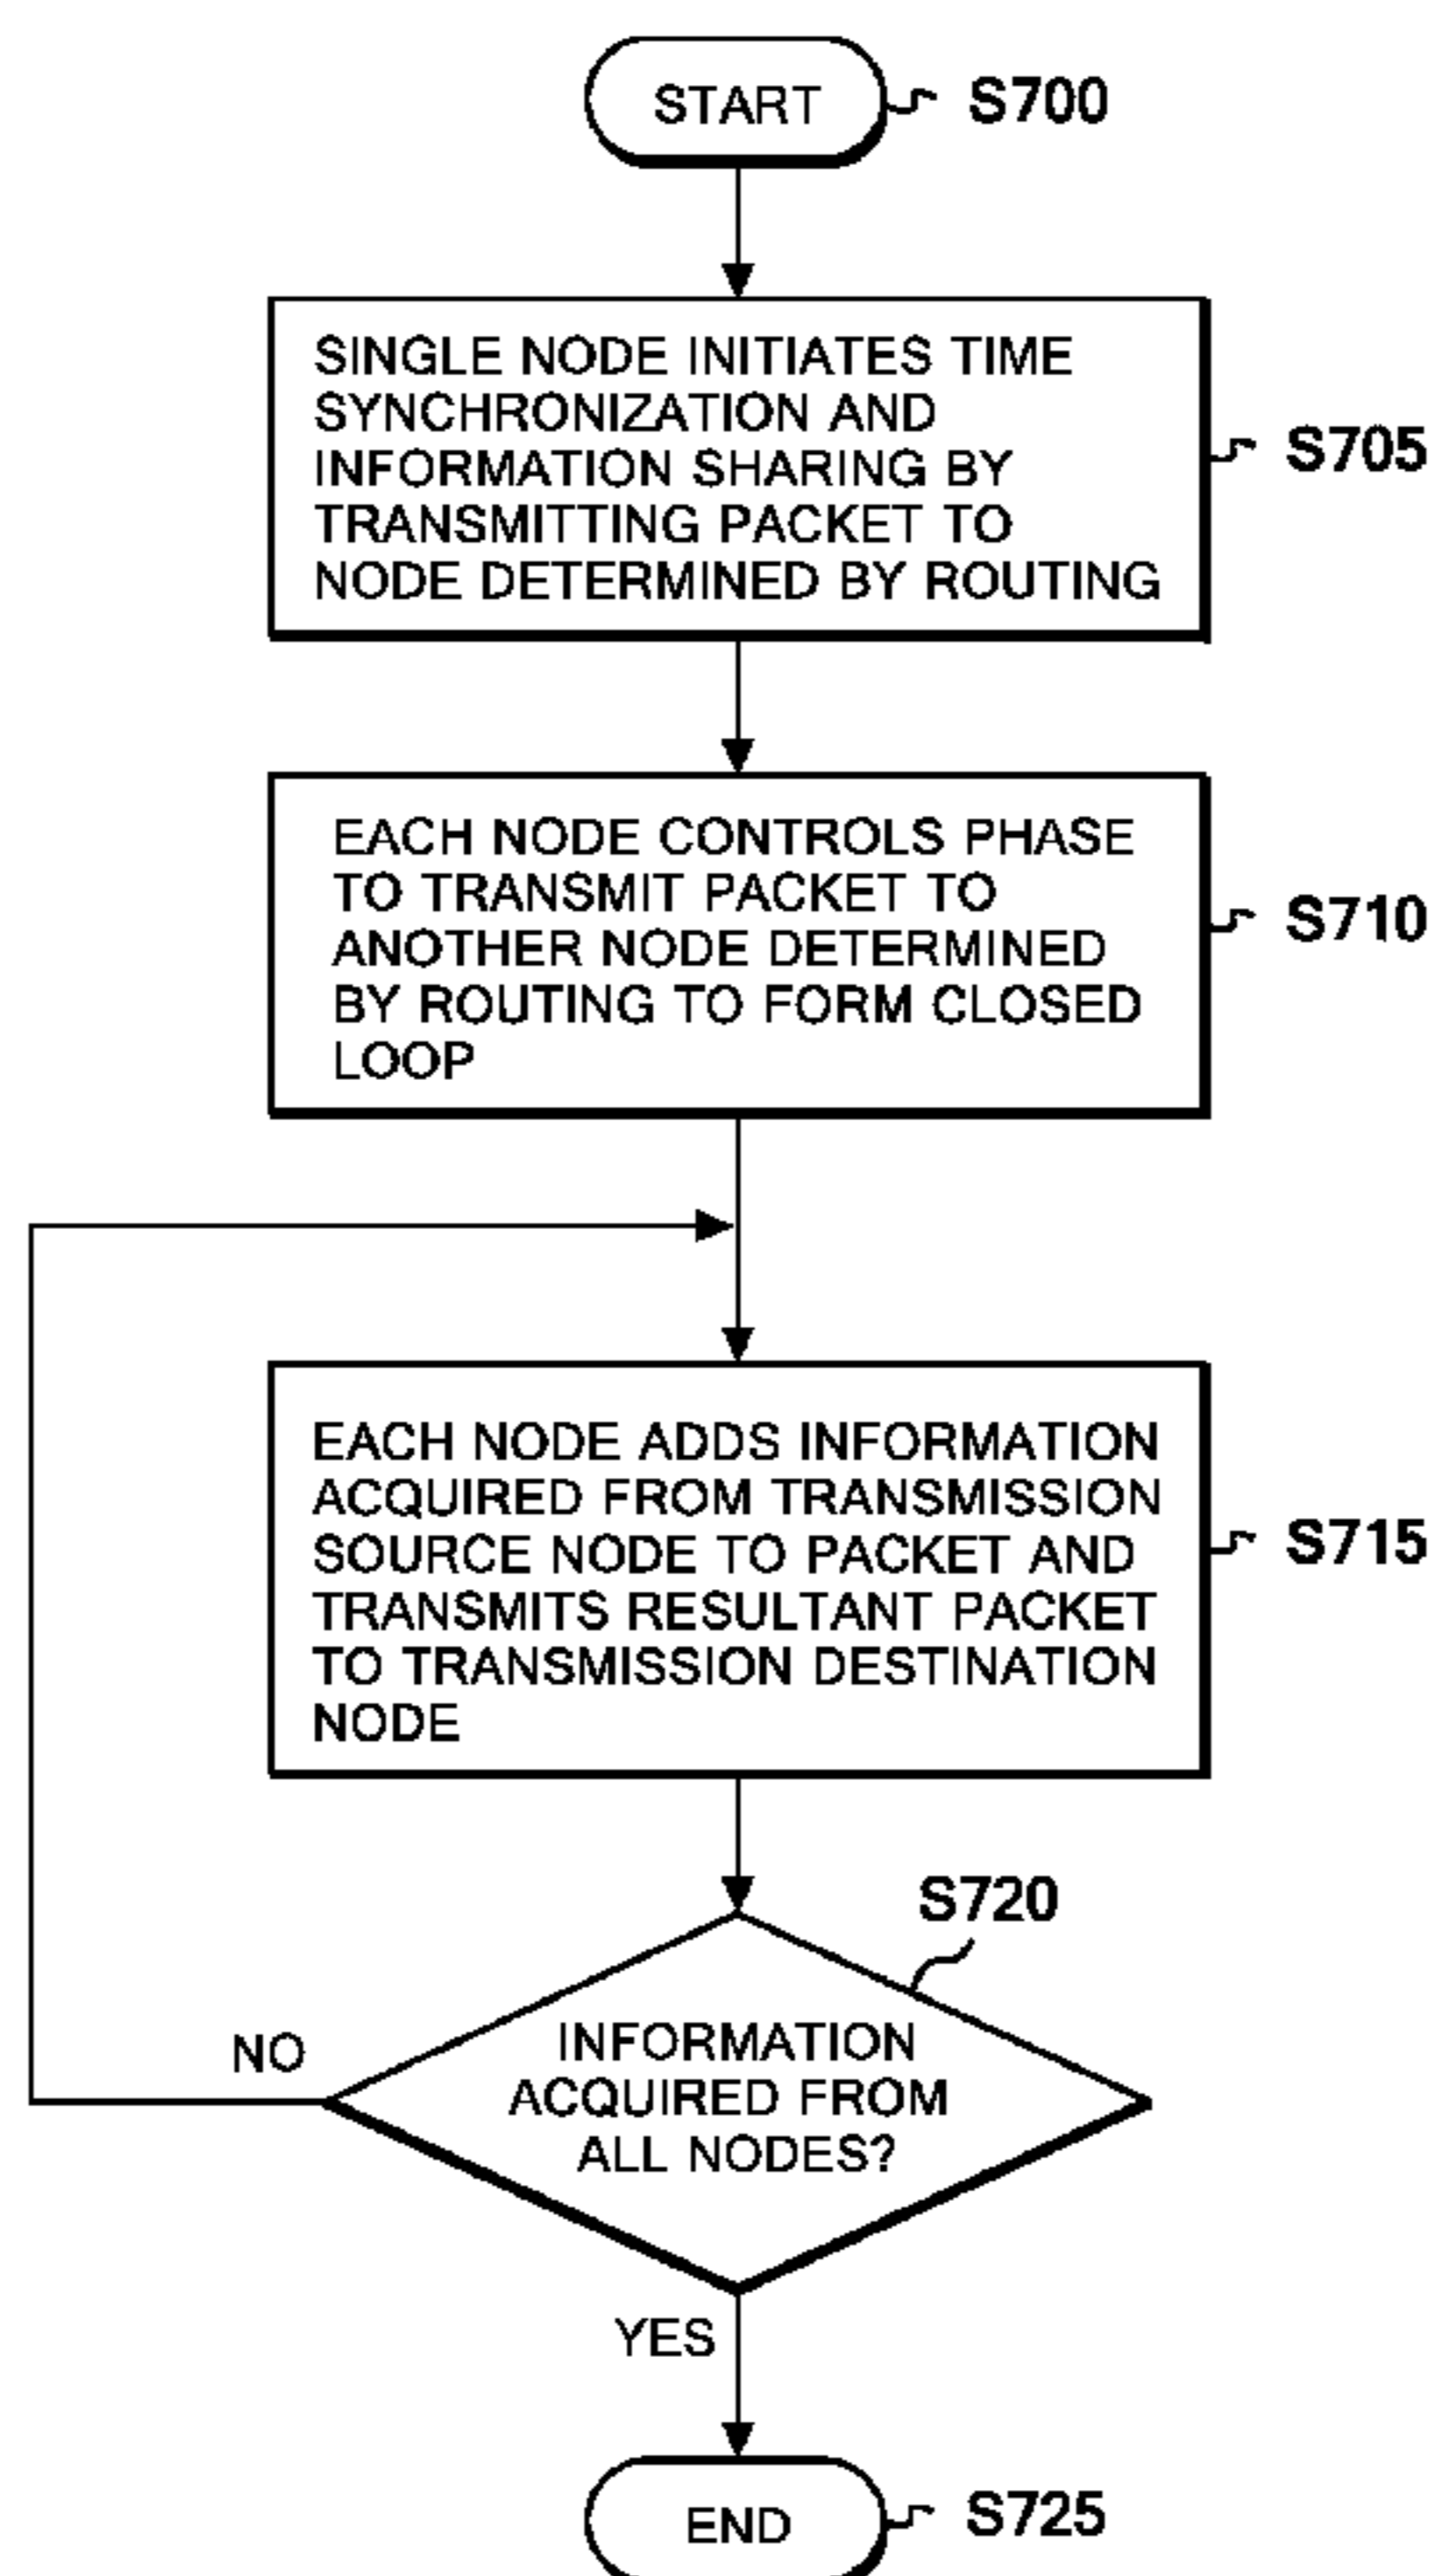 START
S700
SINGLE NODE INITIATES TIME
SYNCHRONIZATION AND
INFORMATION SHARING BY
TRANSMITTING PACKET TO
NODE DETERMINED BY ROUTING
S705
EACH NODE CONTROLS PHASE
TO TRANSMIT PACKET TO
ANOTHER NODE DETERMINED
BY ROUTING TO FORM CLOSED
LOOP
S710
EACH NODE ADDS INFORMATION
ACQUIRED FROM TRANSMISSION
SOURCE NODE TO PACKET AND
TRANSMITS RESULTANT PACKET
TO TRANSMISSION DESTINATION
NODE
S715
S720
INFORMATION
ACQUIRED FROM
ALL NODES?
NO
YES
END
S725